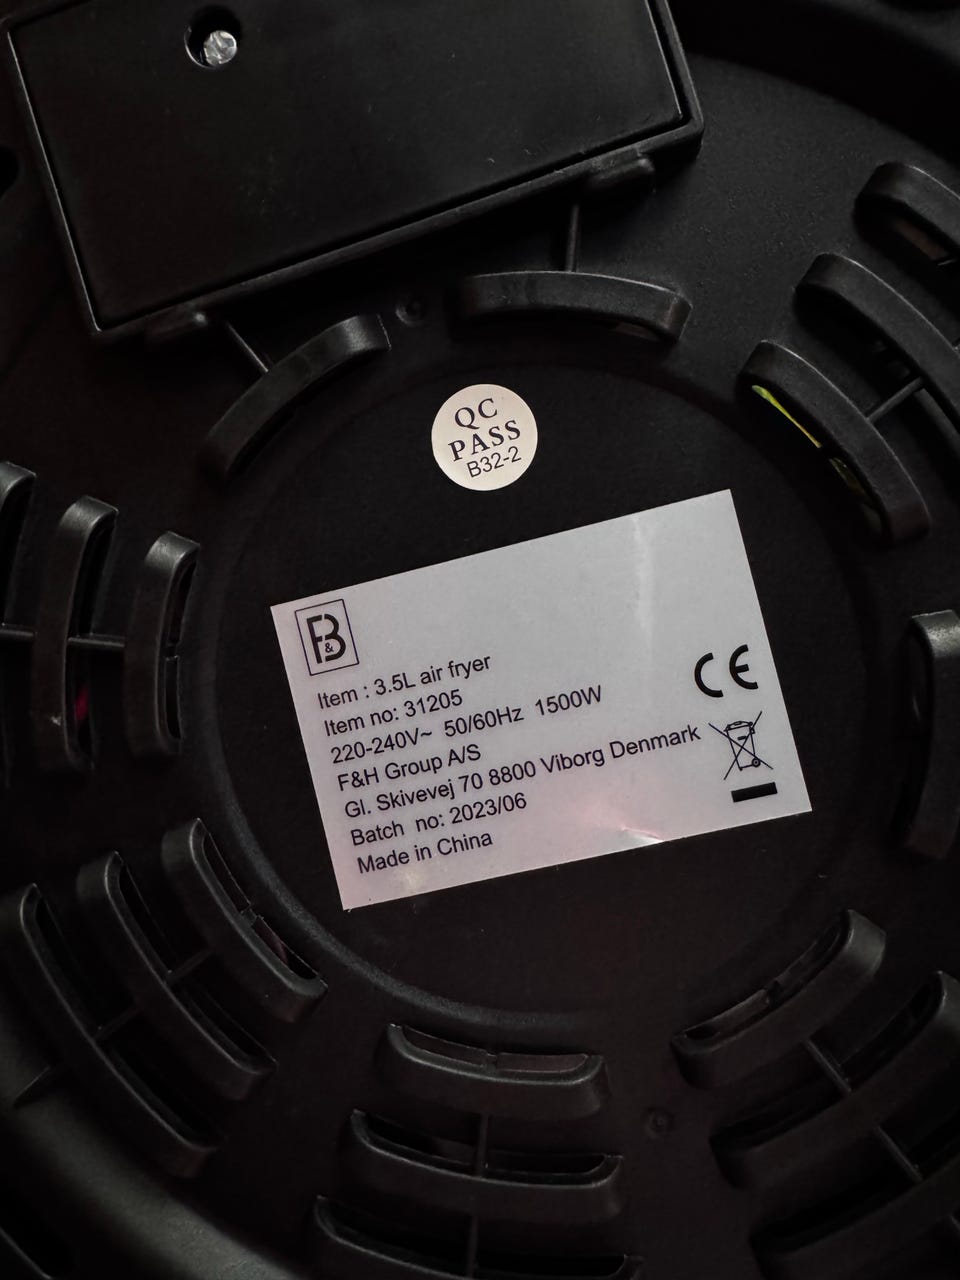 QC
PASS
B32-2
F&B
Item : 3.5L air fryer
Item no: 31205
220-240V~ 50/60Hz 1500W
F&H Group A/S
Gl. Skivevej 70 8800 Viborg Denmark
Batch no: 2023/06
Made in China
CE